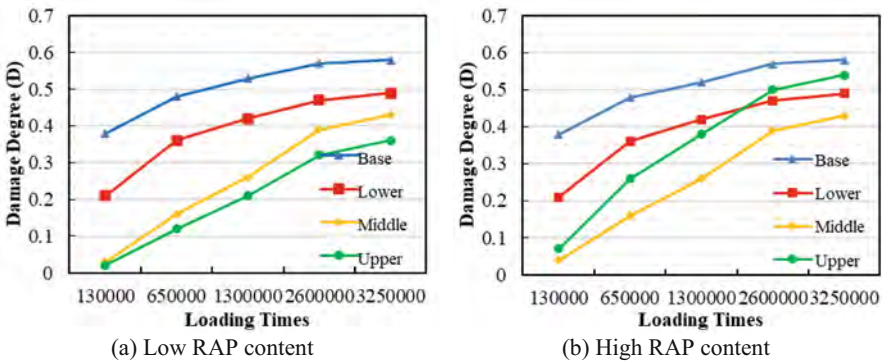 0.7
0.6
0.5
0.4
0.3
0.2
0.1
0
Damage Degree (D)
Base
Lower
Middle
Upper
130000 650000 1300000 2600000 3250000
Loading Times
(a) Low RAP content
0.7
0.6
0.5
0.4
0.3
0.2
0.1
0
Damage Degree (D)
Base
Lower
Middle
Upper
130000 650000 1300000 2600000 3250000
Loading Times
(b) High RAP content